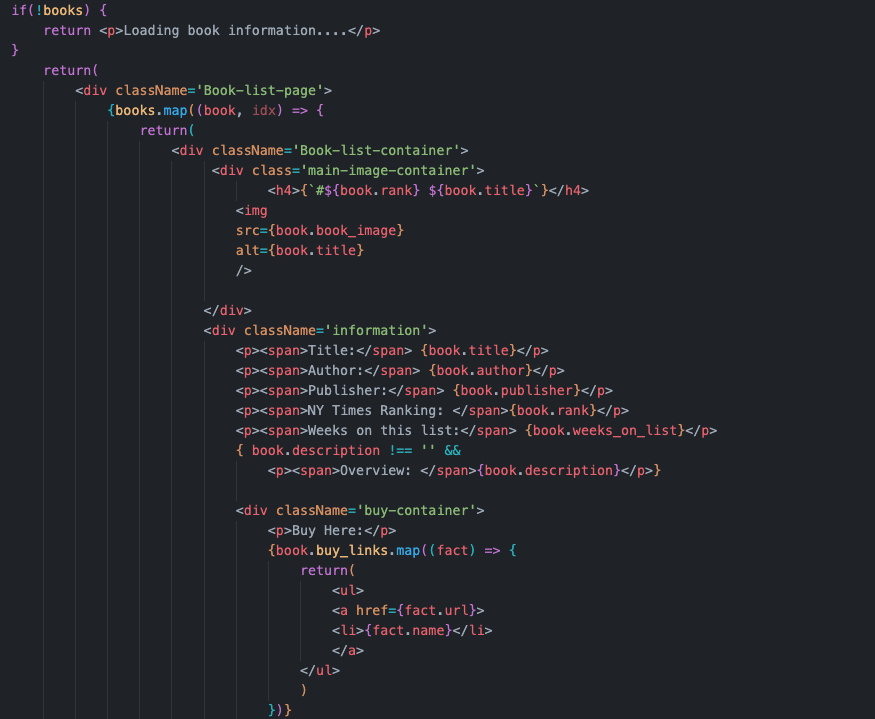 if(!books) {
    return <p>Loading book information....</p>
}
    return(
        <div className='Book-list-page'>
            {books.map((book, idx) => {
                return(
                    <div className='Book-list-container'>
                         <div class='main-image-container'>
                                <h4>{`#${book.rank} ${book.title}`}</h4>
                            <img
                            src={book.book_image}
                            alt={book.title}
                            />

                        </div>
                        <div className='information'>
                            <p><span>Title:</span> {book.title}</p>
                            <p><span>Author:</span> {book.author}</p>
                            <p><span>Publisher:</span> {book.publisher}</p>
                            <p><span>NY Times Ranking: </span>{book.rank}</p>
                            <p><span>Weeks on this list:</span> {book.weeks_on_list}</p>
                            { book.description !== '' &&
                                <p><span>Overview: </span>{book.description}</p>}

                            <div className='buy-container'>
                                <p>Buy Here:</p>
                                {book.buy_links.map((fact) => {
                                    return(
                                        <ul>
                                        <a href={fact.url}>
                                        <li>{fact.name}</li>
                                        </a>
                                    </ul>
                                    )
                                })}